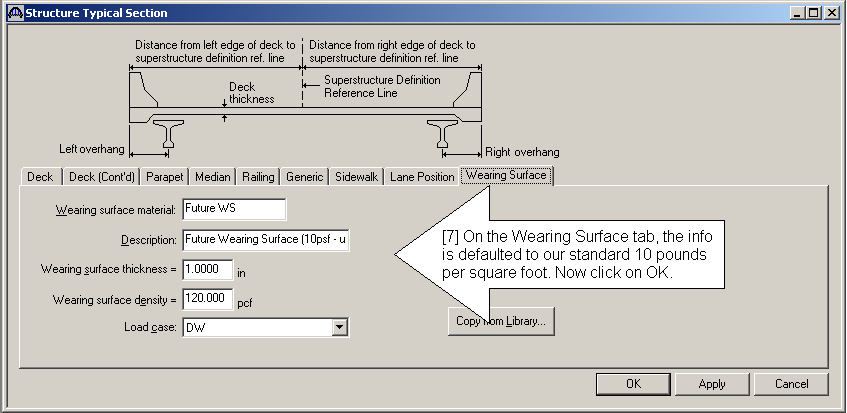 Structure Typical Section
Distance from left edge of deck to
superstructure definition ref. line
Distance from right edge of deck to
superstructure definition ref. line
Deck
thickness
Superstructure Definition
Reference Line
Left overhang
Right overhang
Deck Deck (Cont'd) Parapet Median Railing Generic Sidewalk Lane Position Wearing Surface
Wearing surface material: Future WS
Description: Future Wearing Surface (10psf - u
Wearing surface thickness = 1.0000 in
Wearing surface density = 120.000 pcf
Load case: DW
[7] On the Wearing Surface tab, the info
is defaulted to our standard 10 pounds
per square foot. Now click on OK.
Copy from Library...
OK Apply Cancel